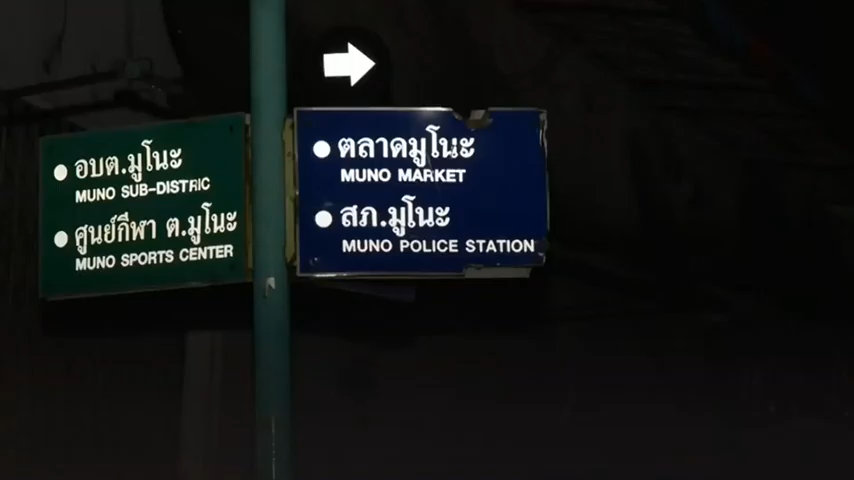 อบต.มูโนะ
MUNO SUB-DISTRIC
ศูนย์กีฬา ต.มูโนะ
MUNO SPORTS CENTER
ตลาดมูโนะ
MUNO MARKET
สภ.มูโนะ
MUNO POLICE STATION